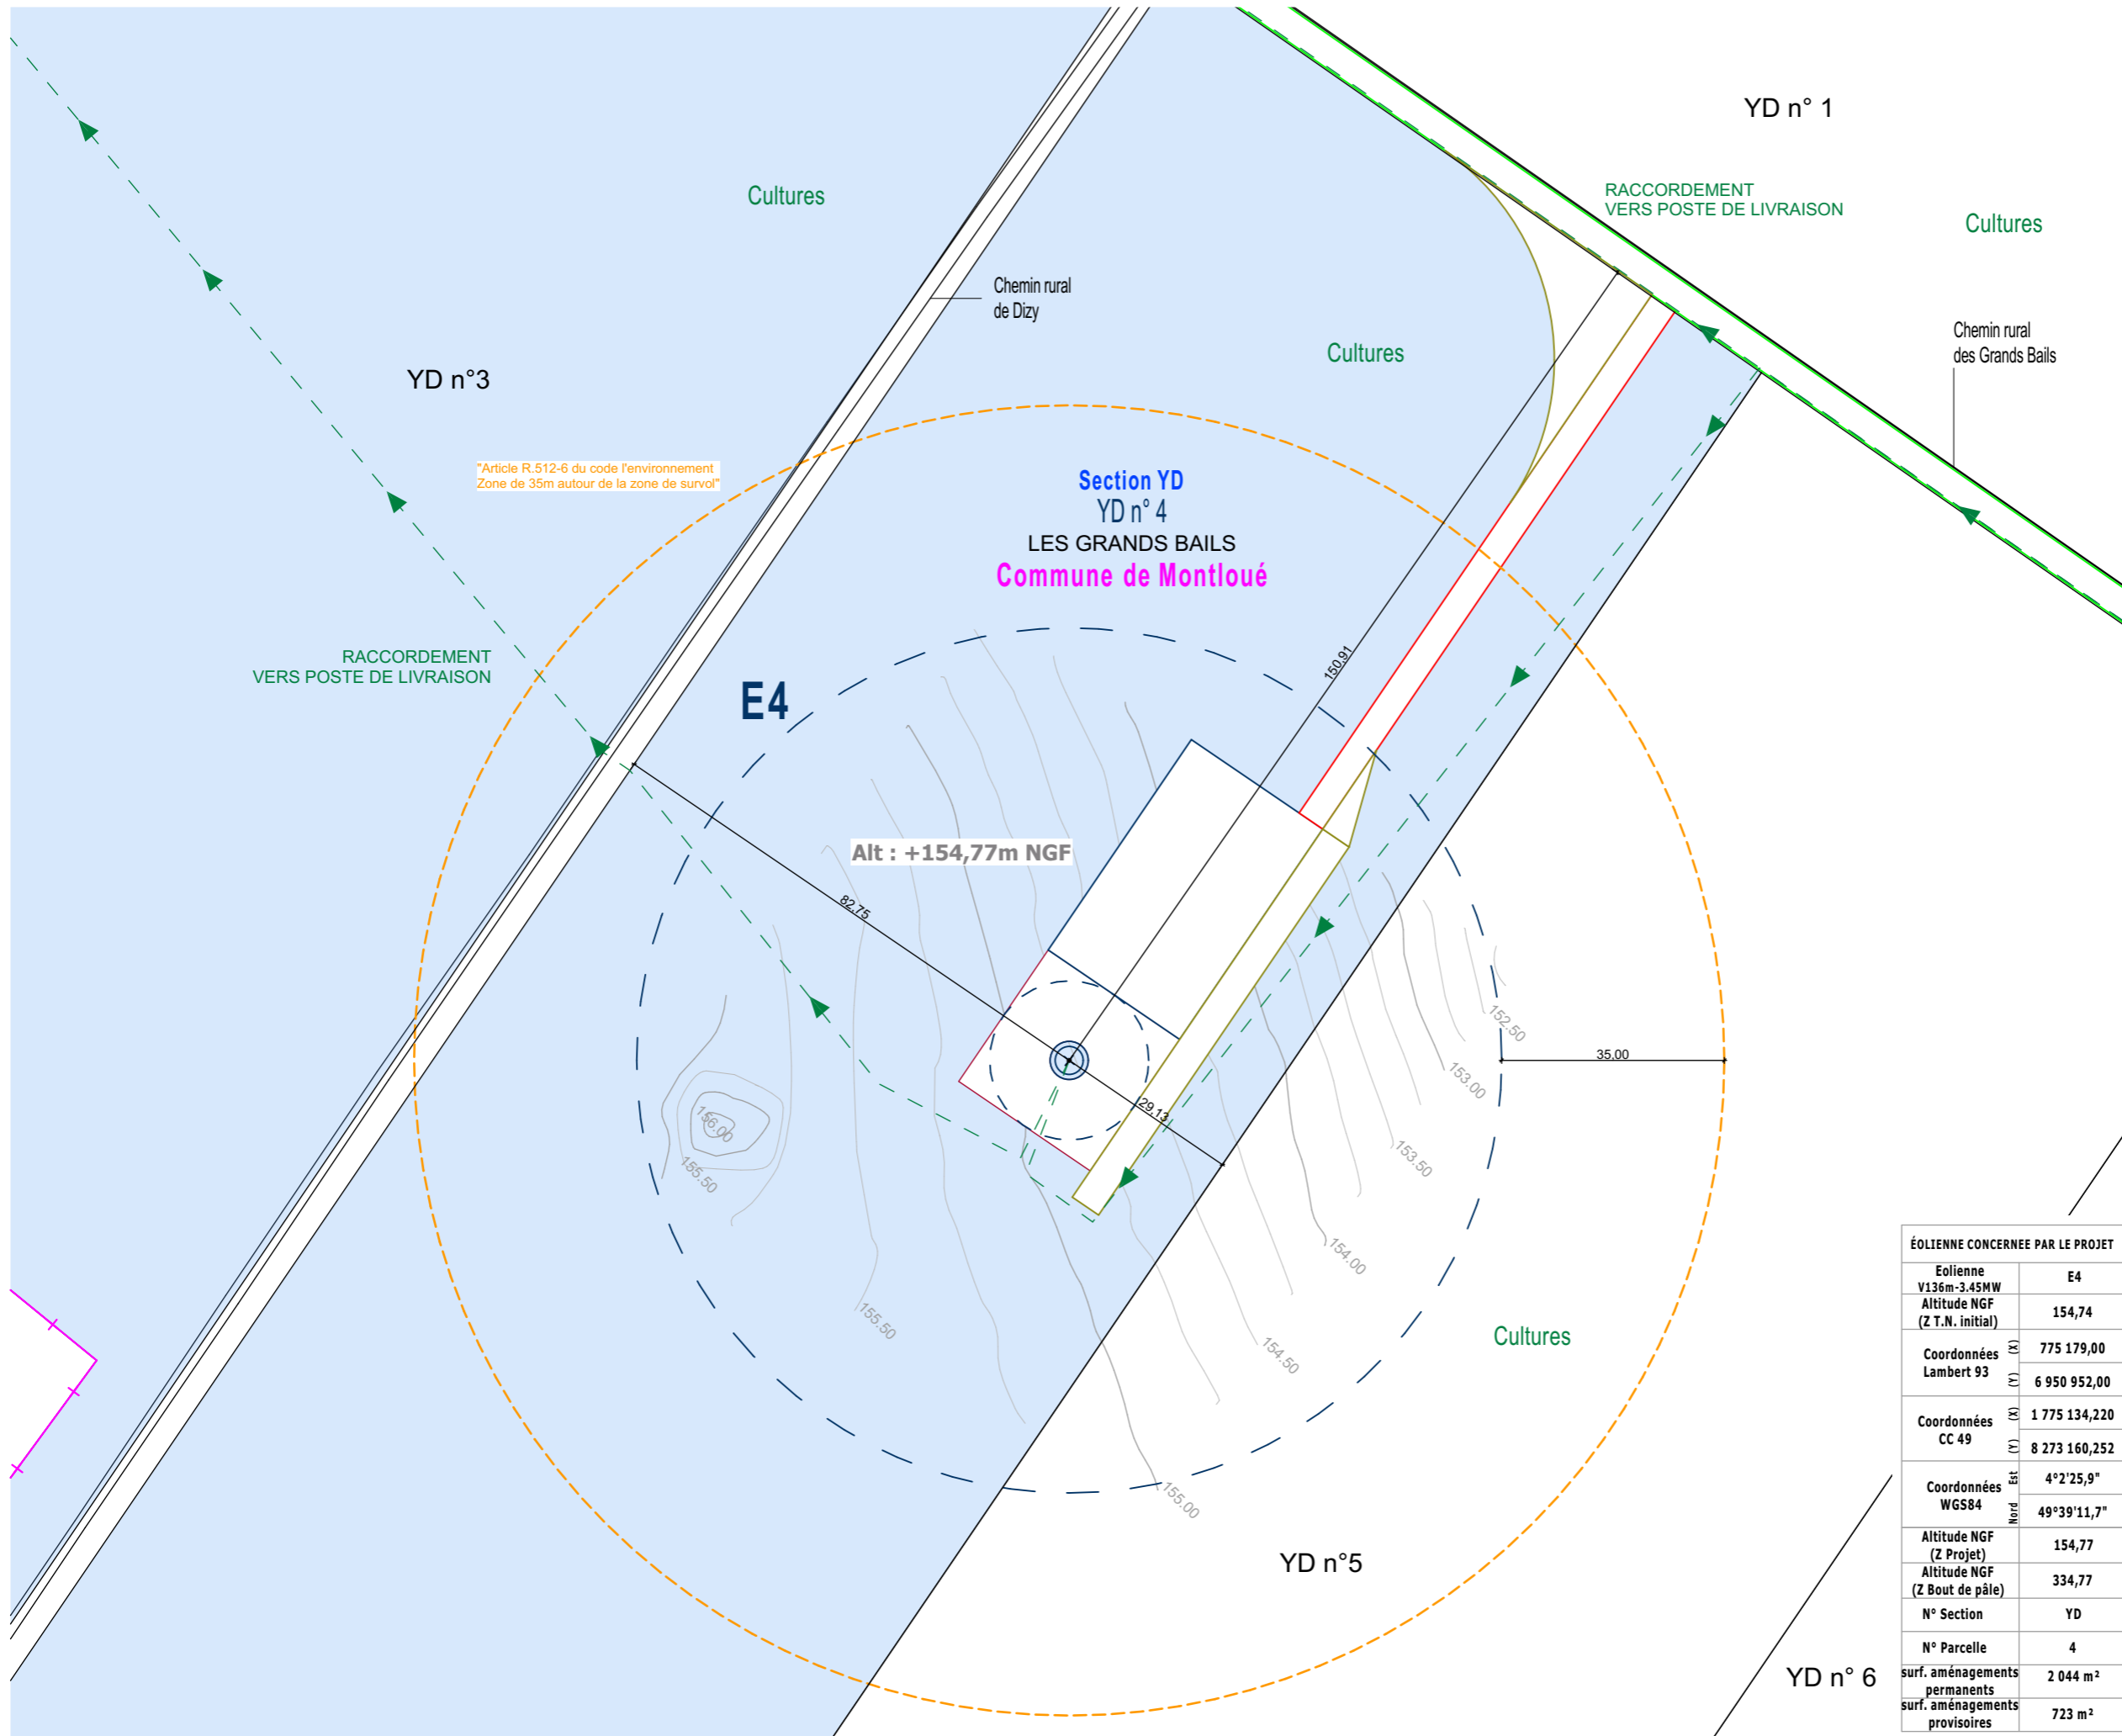 YD n° 1
Cultures
RACCORDEMENT
VERS POSTE DE LIVRAISON
Cultures
Chemin rural
de Dizy
Chemin rural
des Grands Bails
Cultures
YD n°3
"Article R.512-6 du code l'environnement
Zone de 35m autour de la zone de survol"
Section YD
YD n° 4
LES GRANDS BAILS
Commune de Montloué
RACCORDEMENT
VERS POSTE DE LIVRAISON
E4
150,91
Alt : +154,77m NGF
82,75
29,13
35,00
152.50
153.00
153.50
154.00
154.50
155.00
155.50
156.00
155.50
Cultures
YD n°5
YD n° 6
ÉOLIENNE CONCERNEE PAR LE PROJET
Eolienne
V136m-3.45MW
E4
Altitude NGF
(Z T.N. initial)
154,74
Coordonnées
Lambert 93
(X)
775 179,00
(Y)
6 950 952,00
Coordonnées
CC 49
(X)
1 775 134,220
(Y)
8 273 160,252
Coordonnées
WGS84
Est
4°2'25,9"
Nord
49°39'11,7"
Altitude NGF
(Z Projet)
154,77
Altitude NGF
(Z Bout de pâle)
334,77
N° Section
YD
N° Parcelle
4
surf. aménagements
permanents
2 044 m²
surf. aménagements
provisoires
723 m²